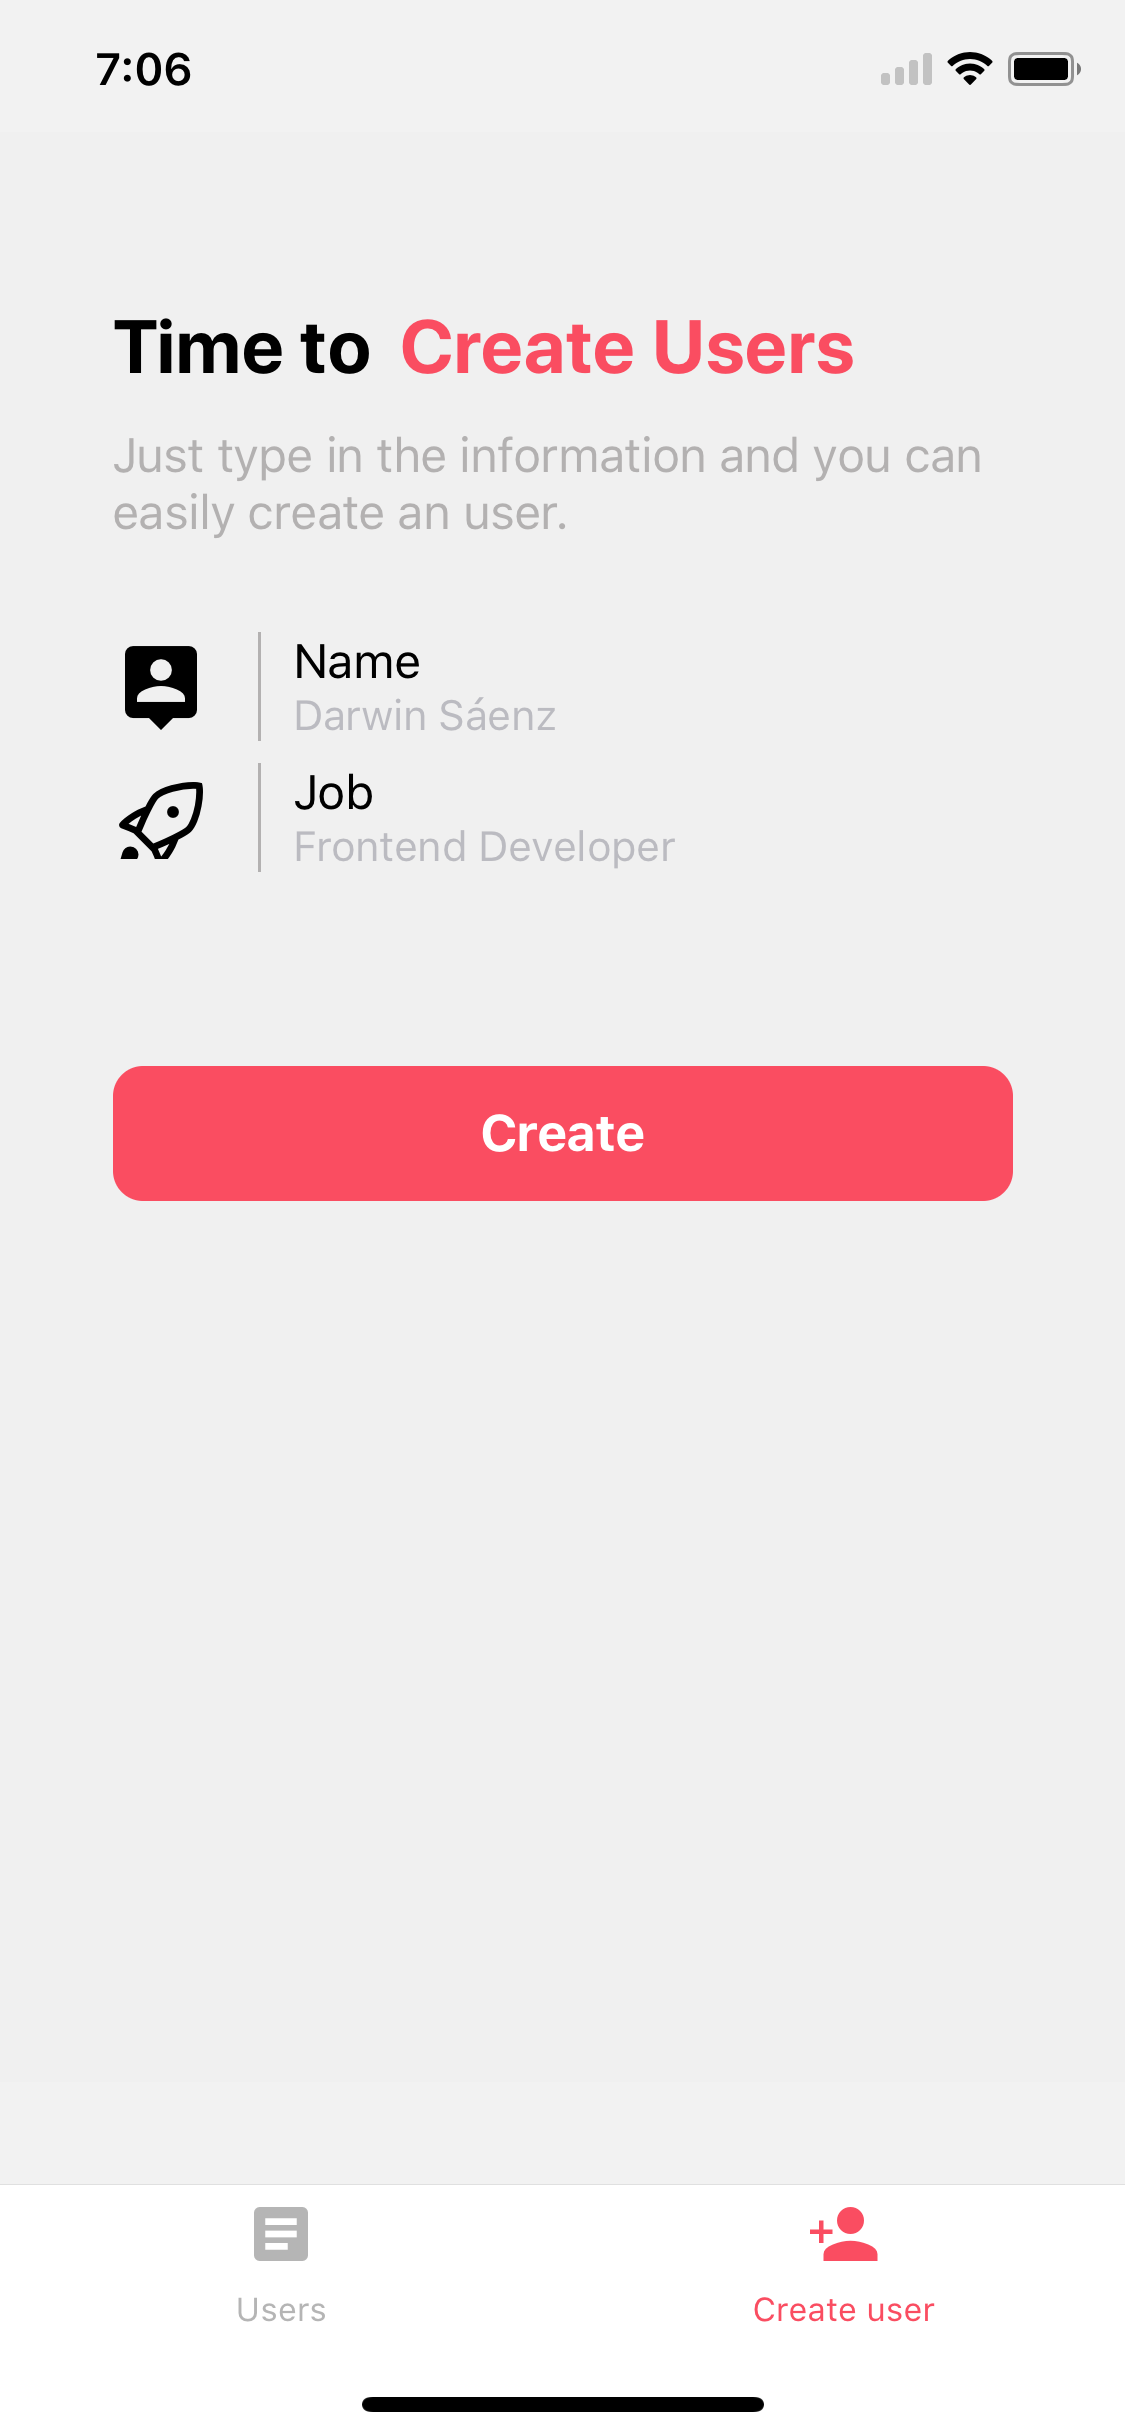 7:06
Time to Create Users
Just type in the information and you can
easily create an user.
Name
Darwin Sáenz
Job
Frontend Developer
Create
Users
Create user